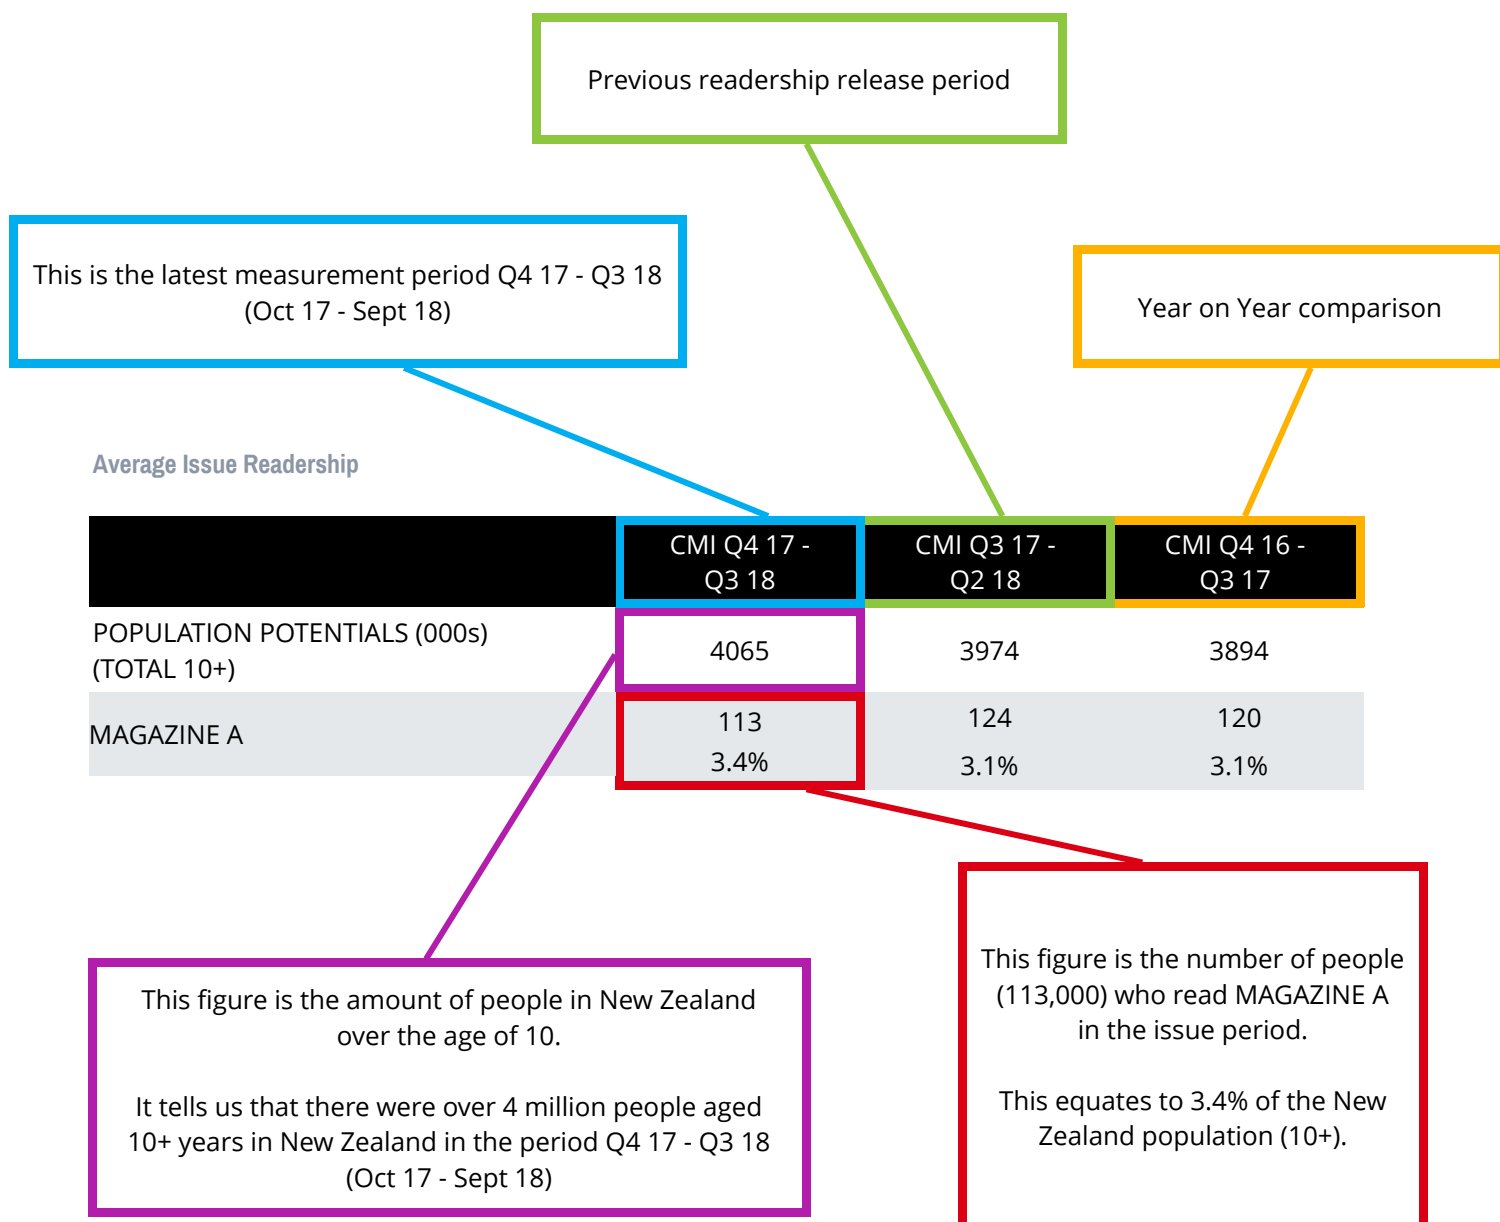 Previous readership release period
This is the latest measurement period Q4 17 - Q3 18
(Oct 17 - Sept 18)
Year on Year comparison
Average Issue Readership
CMI Q4 17 -
Q3 18
CMI Q3 17 -
Q2 18
CMI Q4 16 -
Q3 17
POPULATION POTENTIALS (000s)
(TOTAL 10+)
4065
3974
3894
MAGAZINE A
113
3.4%
124
3.1%
120
3.1%
This figure is the amount of people in New Zealand
over the age of 10.
It tells us that there were over 4 million people aged
10+ years in New Zealand in the period Q4 17 - Q3 18
(Oct 17 - Sept 18)
This figure is the number of people
(113,000) who read MAGAZINE A
in the issue period.
This equates to 3.4% of the New
Zealand population (10+).